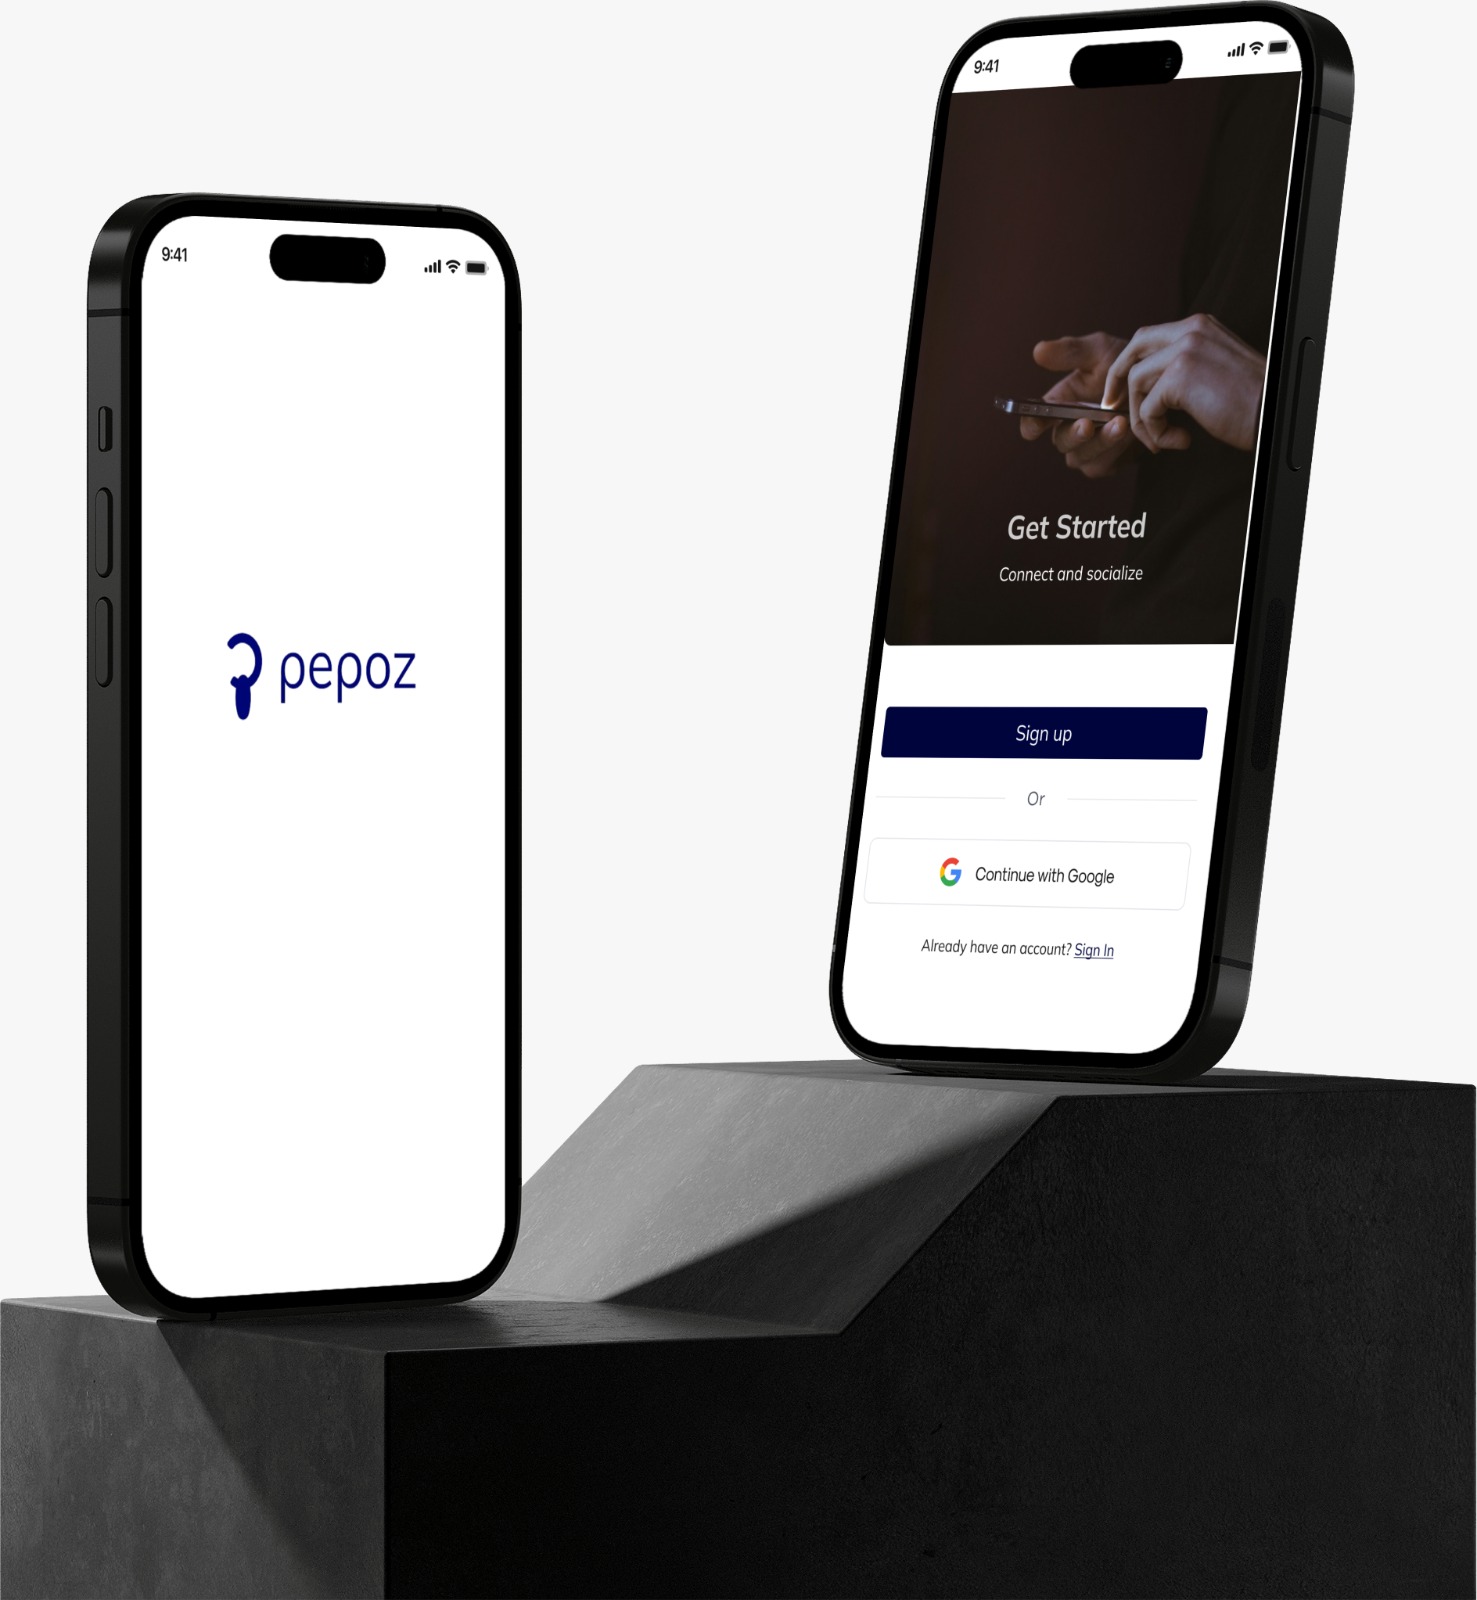 9:41
pepoz
9:41
Get Started
Connect and socialize
Sign up
Or
Continue with Google
Already have an account? Sign In